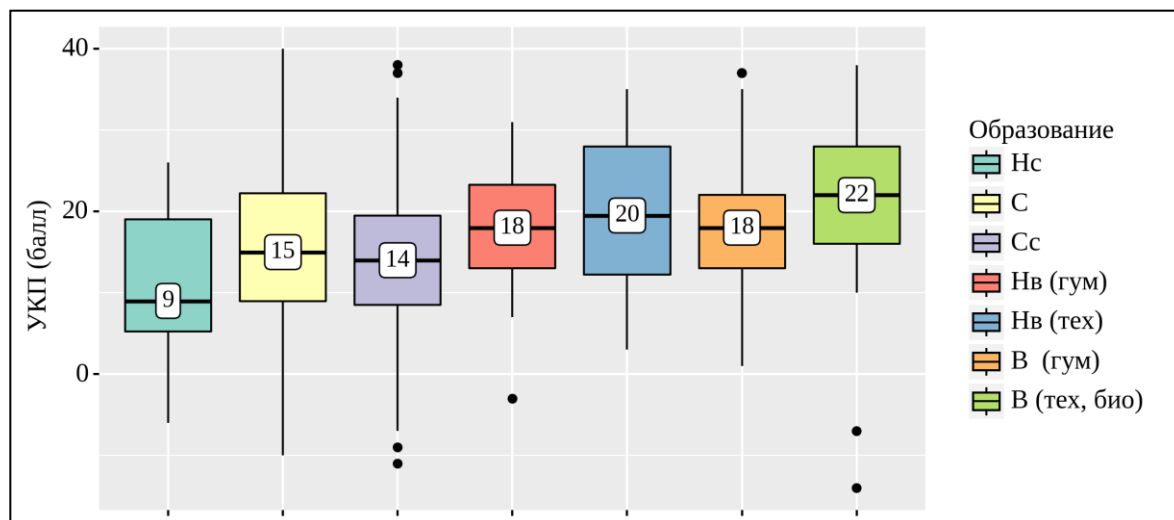 УКП (балл)
40
20
0
9
15
14
18
20
18
22
Образование
Нс
С
Сс
Нв (гум)
Нв (тех)
В (гум)
В (тех, био)